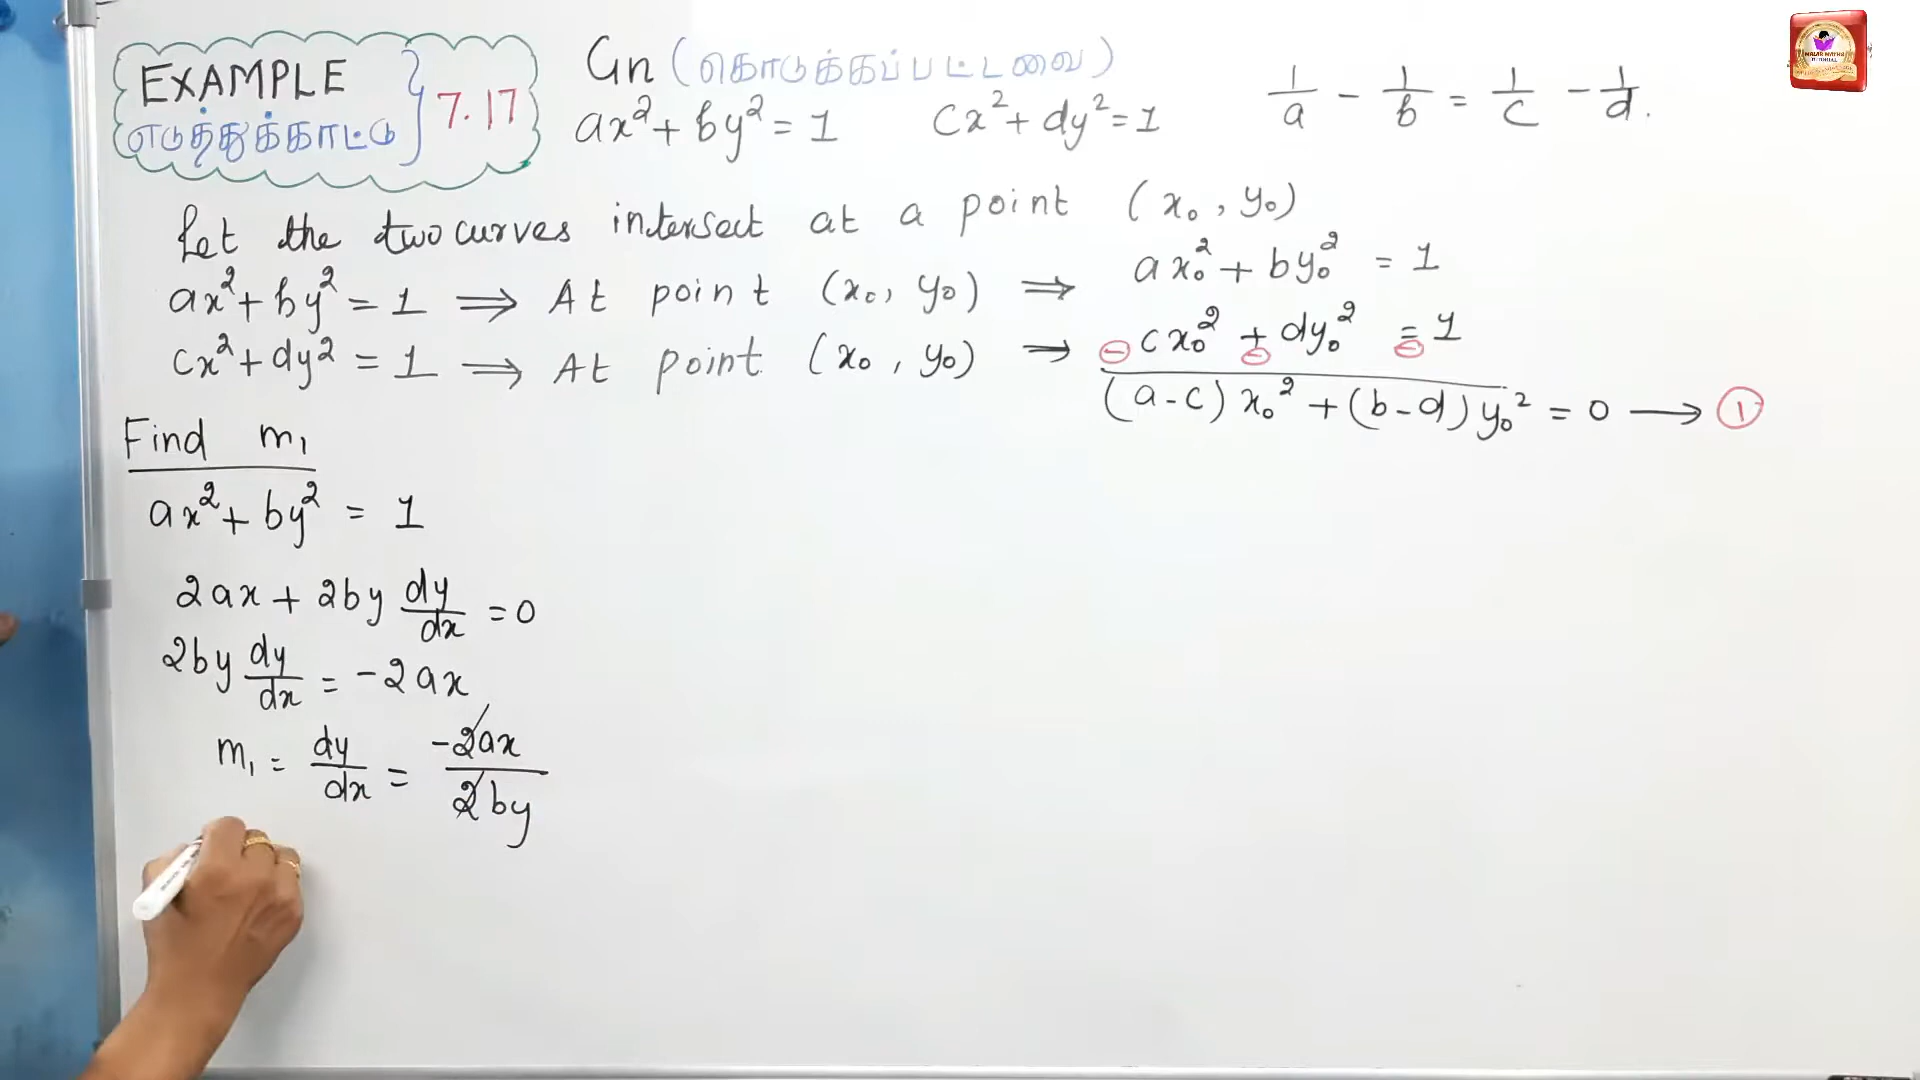 EXAMPLE
எடுத்துக்காட்டு } 7.17
Gn (கொடுக்கப்பட்டவை)
ax² + by² = 1 cx² + dy² = 1 1/a - 1/b = 1/c - 1/d.
Let the two curves intersect at a point (x₀, y₀)
ax² + by² = 1 ⟹ At point (x₀, y₀) ⟹ ax₀² + by₀² = 1
cx² + dy² = 1 ⟹ At point (x₀, y₀) ⟹ cx₀² + dy₀² = 1
⊖ ⊖ ⊖
(a-c) x₀² + (b-d) y₀² = 0 ⟶ ①
Find m₁
ax² + by² = 1
2ax + 2by dy/dx = 0
2by dy/dx = -2ax
m₁ = dy/dx = -2ax/2by